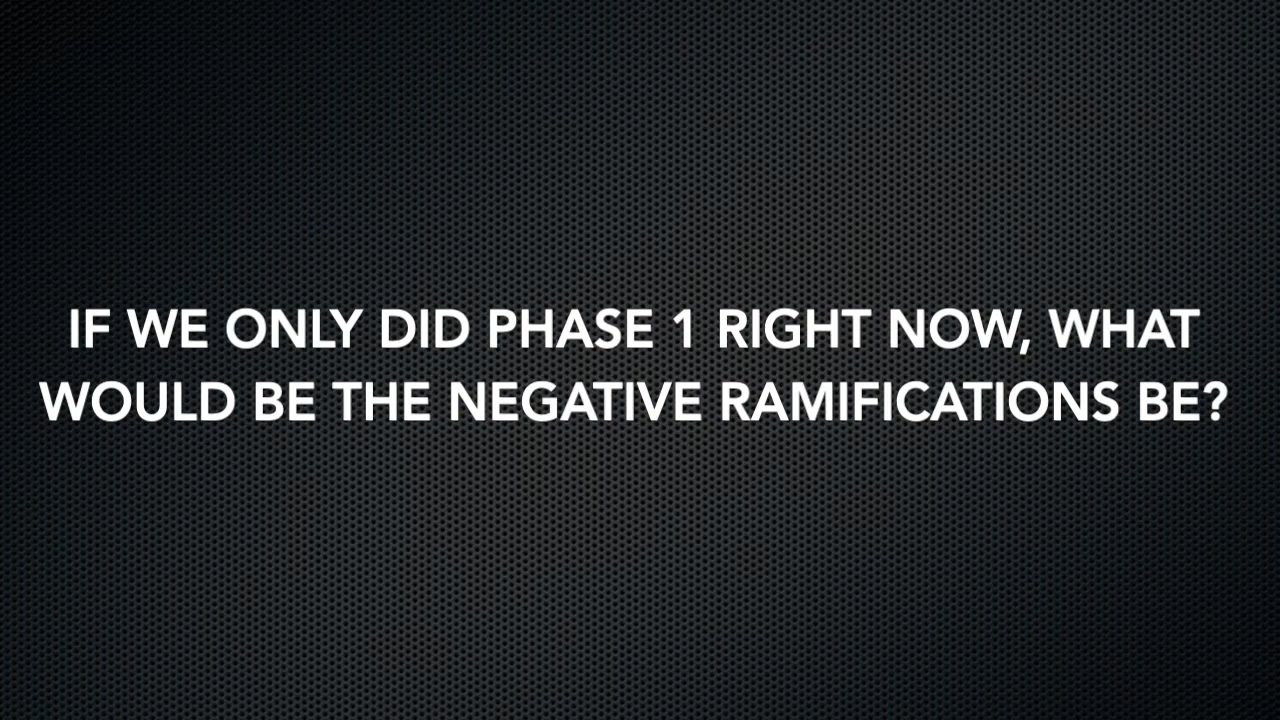 IF WE ONLY DID PHASE 1 RIGHT NOW, WHAT
WOULD BE THE NEGATIVE RAMIFICATIONS BE?